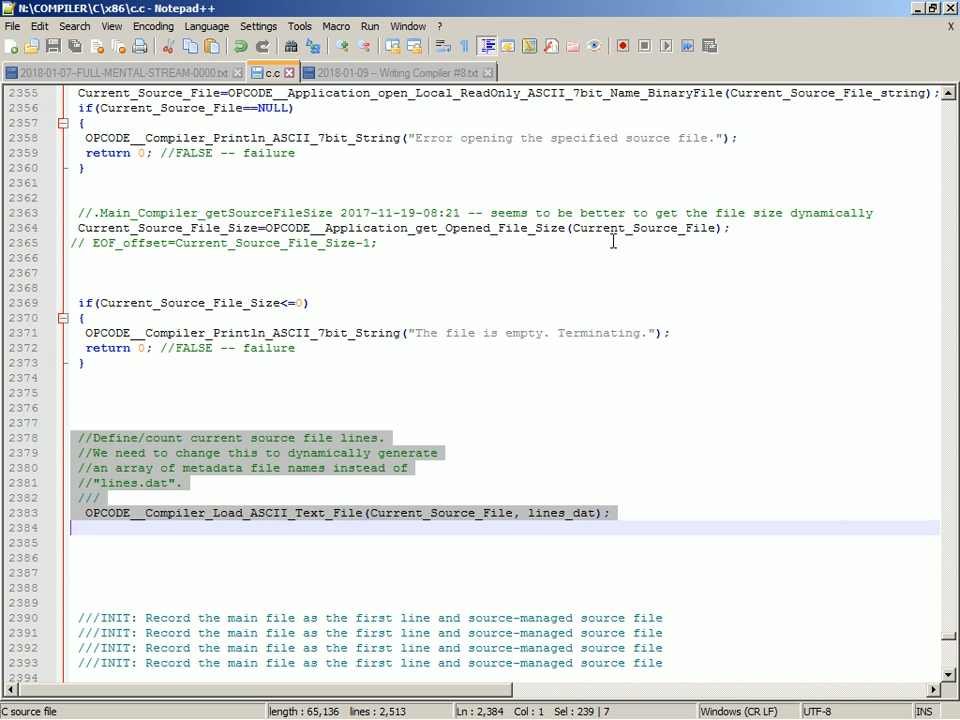 N:\COMPILER\C\x86\c.c - Notepad++
File Edit Search View Encoding Language Settings Tools Macro Run Window ? X
2018-01-07-FULL-MENTAL-STREAM-0000.txt c.c 2018-01-09 -- Writing Compiler #8.txt
2355 Current_Source_File=OPCODE__Application_open_Local_ReadOnly_ASCII_7bit_Name_BinaryFile(Current_Source_File_string);
2356 if(Current_Source_File==NULL)
2357 {
2358 OPCODE__Compiler_Println_ASCII_7bit_String("Error opening the specified source file.");
2359 return 0; //FALSE -- failure
2360 }
2361
2362
2363 //.Main_Compiler_getSourceFileSize 2017-11-19-08:21 -- seems to be better to get the file size dynamically
2364 Current_Source_File_Size=OPCODE__Application_get_Opened_File_Size(Current_Source_File);
2365 // EOF_offset=Current_Source_File_Size-1;
2366
2367
2368
2369 if(Current_Source_File_Size<=0)
2370 {
2371 OPCODE__Compiler_Println_ASCII_7bit_String("The file is empty. Terminating.");
2372 return 0; //FALSE -- failure
2373 }
2374
2375
2376
2377
2378 //Define/count current source file lines.
2379 //We need to change this to dynamically generate
2380 //an array of metadata file names instead of
2381 //"lines.dat".
2382 ///
2383 OPCODE__Compiler_Load_ASCII_Text_File(Current_Source_File, lines_dat);
2384
2385
2386
2387
2388
2389
2390 ///INIT: Record the main file as the first line and source-managed source file
2391 ///INIT: Record the main file as the first line and source-managed source file
2392 ///INIT: Record the main file as the first line and source-managed source file
2393 ///INIT: Record the main file as the first line and source-managed source file
2394
C source file length : 65,136 lines : 2,513 Ln : 2,384 Col : 1 Sel : 239 | 7 Windows (CR LF) UTF-8 INS